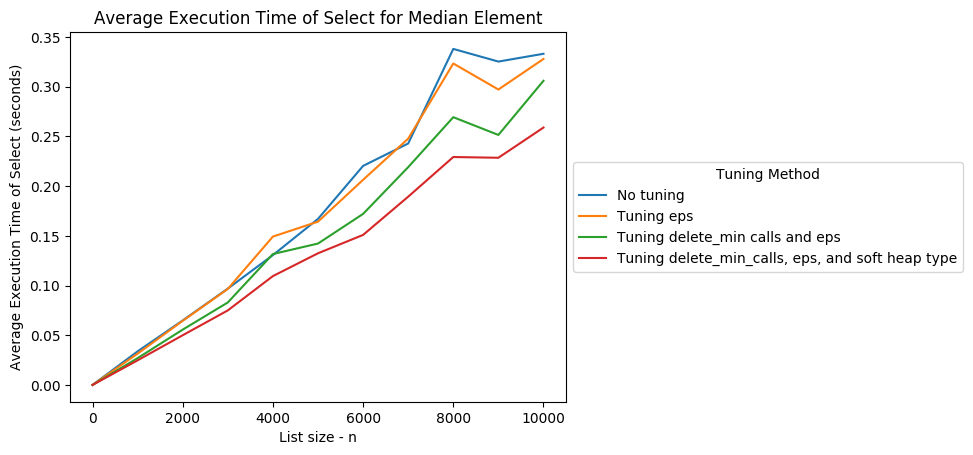 Average Execution Time of Select for Median Element
Average Execution Time of Select (seconds)
0.35
0.30
0.25
0.20
0.15
0.10
0.05
0.00
0 2000 4000 6000 8000 10000
List size - n
Tuning Method
No tuning
Tuning eps
Tuning delete_min calls and eps
Tuning delete_min_calls, eps, and soft heap type